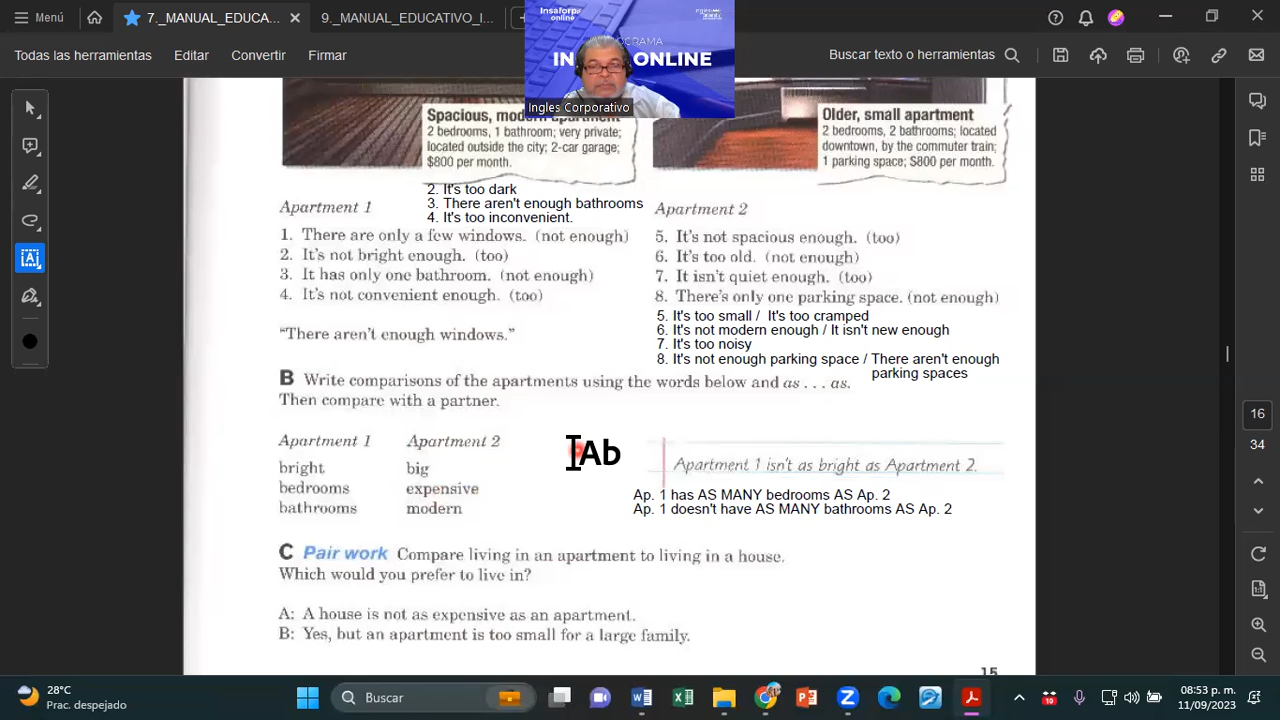 7._MANUAL_EDUCA...
9._MANUAL_EDUCATIVO_I...
Insaforp online
PROGRAMA
IN ONLINE
Ingles Corporativo
Menú
Todas las herramientas
Editar
Convertir
Firmar
Buscar texto o herramientas
Spacious, modern apartment
2 bedrooms, 1 bathroom; very private;
located outside the city; 2-car garage;
$800 per month.
Older, small apartment
2 bedrooms, 2 bathrooms; located
downtown, by the commuter train;
1 parking space; $800 per month.
2. It's too dark
3. There aren't enough bathrooms
4. It's too inconvenient.
Apartment 1
1. There are only a few windows. (not enough)
2. It's not bright enough. (too)
3. It has only one bathroom. (not enough)
4. It's not convenient enough. (too)
"There aren't enough windows."
Apartment 2
5. It's not spacious enough. (too)
6. It's too old. (not enough)
7. It isn't quiet enough. (too)
8. There's only one parking space. (not enough)
5. It's too small / It's too cramped
6. It's not modern enough / It isn't new enough
7. It's too noisy
8. It's not enough parking space / There aren't enough
parking spaces
B Write comparisons of the apartments using the words below and as . . . as.
Then compare with a partner.
Apartment 1 Apartment 2
bright big
bedrooms expensive
bathrooms modern
Ab
Apartment 1 isn't as bright as Apartment 2.
Ap. 1 has AS MANY bedrooms AS Ap. 2
Ap. 1 doesn't have AS MANY bathrooms AS Ap. 2
C Pair work Compare living in an apartment to living in a house.
Which would you prefer to live in?
A: A house is not as expensive as an apartment.
B: Yes, but an apartment is too small for a large family.
15
16
34
28°C
Prc. despejado
Buscar
08:53 p. m.
11/09/2023